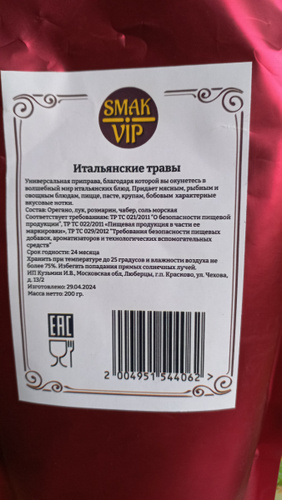 SMAK
VIP
Итальянские травы
Универсальная приправа, благодаря которой вы окунетесь в
волшебный мир итальянских блюд. Придает мясным, рыбным и
овощным блюдам, пицце, пасте, крупам, бобовым характерные
вкусовые нотки.
Состав: Орегано, лук, розмарин, чабер, соль морская
Соответствует требованиям: ТР ТС 021/2011 "О безопасности пищевой
продукции", ТР ТС 022/2011 «Пищевая продукция в части ее
маркировки», ТР ТС 029/2012 "Требования безопасности пищевых
добавок, ароматизаторов и технологических вспомогательных
средств"
Срок годности: 24 месяца
Хранить при температуре до 25 градусов и влажности воздуха не
более 75%. Избегать попадания прямых солнечных лучей.
ИП Кузьмин И.В., Московская обл, Люберцы, г.п. Красково, ул. Чехова,
д. 13/2
Изготовлено: 29.04.2024
Масса нетто: 200 гр.
EAC
2 004951 544062 >